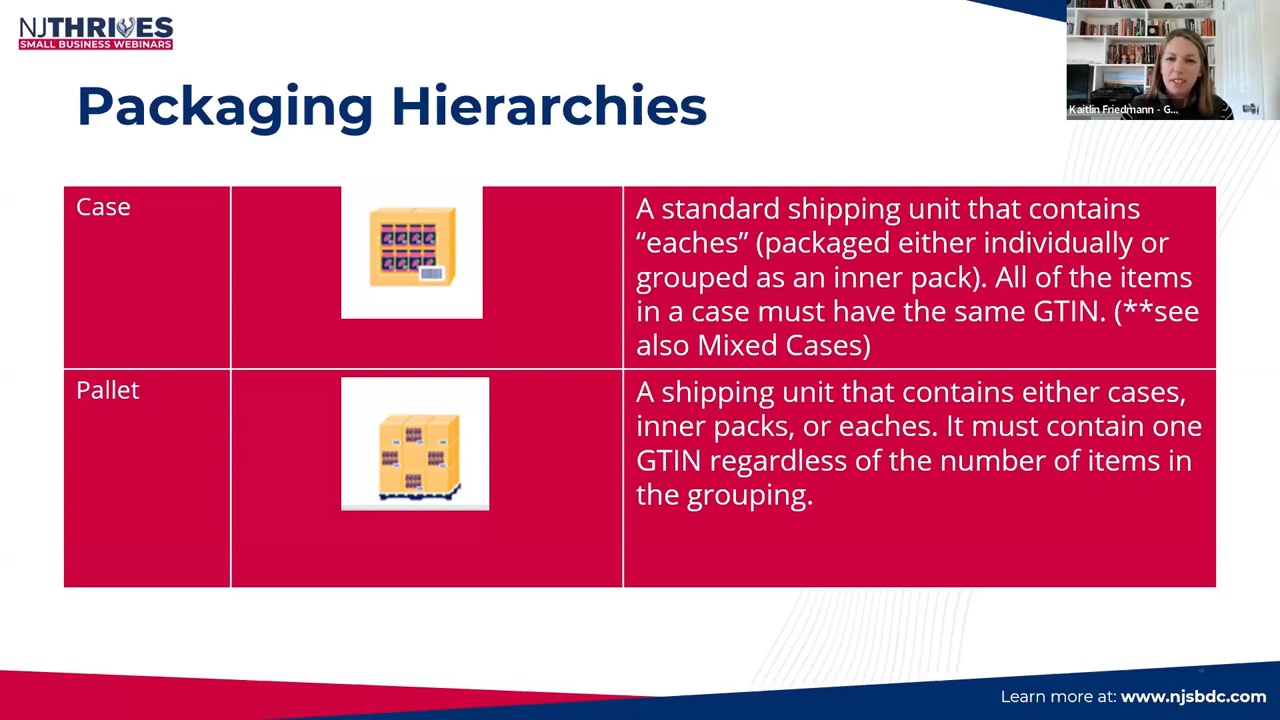 NJTHRIVES
SMALL BUSINESS WEBINARS
Kaitlin Friedmann - G...
Packaging Hierarchies
Case
A standard shipping unit that contains
“eaches” (packaged either individually or
grouped as an inner pack). All of the items
in a case must have the same GTIN. (**see
also Mixed Cases)
Pallet
A shipping unit that contains either cases,
inner packs, or eaches. It must contain one
GTIN regardless of the number of items in
the grouping.
Learn more at: www.njsbdc.com